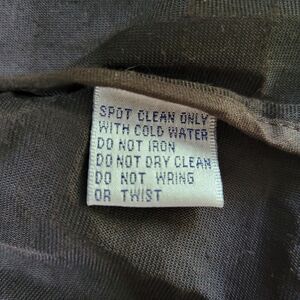 SPOT CLEAN ONLY
WITH COLD WATER
DO NOT IRON
DO NOT DRY CLEAN
DO NOT WRING
OR TWIST